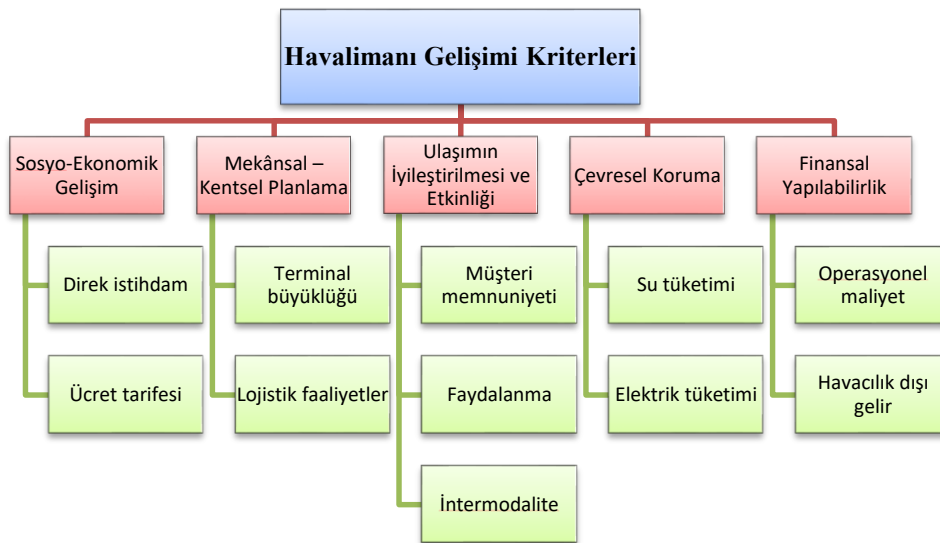 Havalimanı Gelişimi Kriterleri
Sosyo-Ekonomik
Gelişim
Mekânsal –
Kentsel Planlama
Ulaşımın
İyileştirilmesi ve
Etkinliği
Çevresel Koruma
Finansal
Yapılabilirlik
Direk istihdam
Ücret tarifesi
Terminal
büyüklüğü
Lojistik faaliyetler
Müşteri
memnuniyeti
Faydalanma
İntermodalite
Su tüketimi
Elektrik tüketimi
Operasyonel
maliyet
Havacılık dışı
gelir